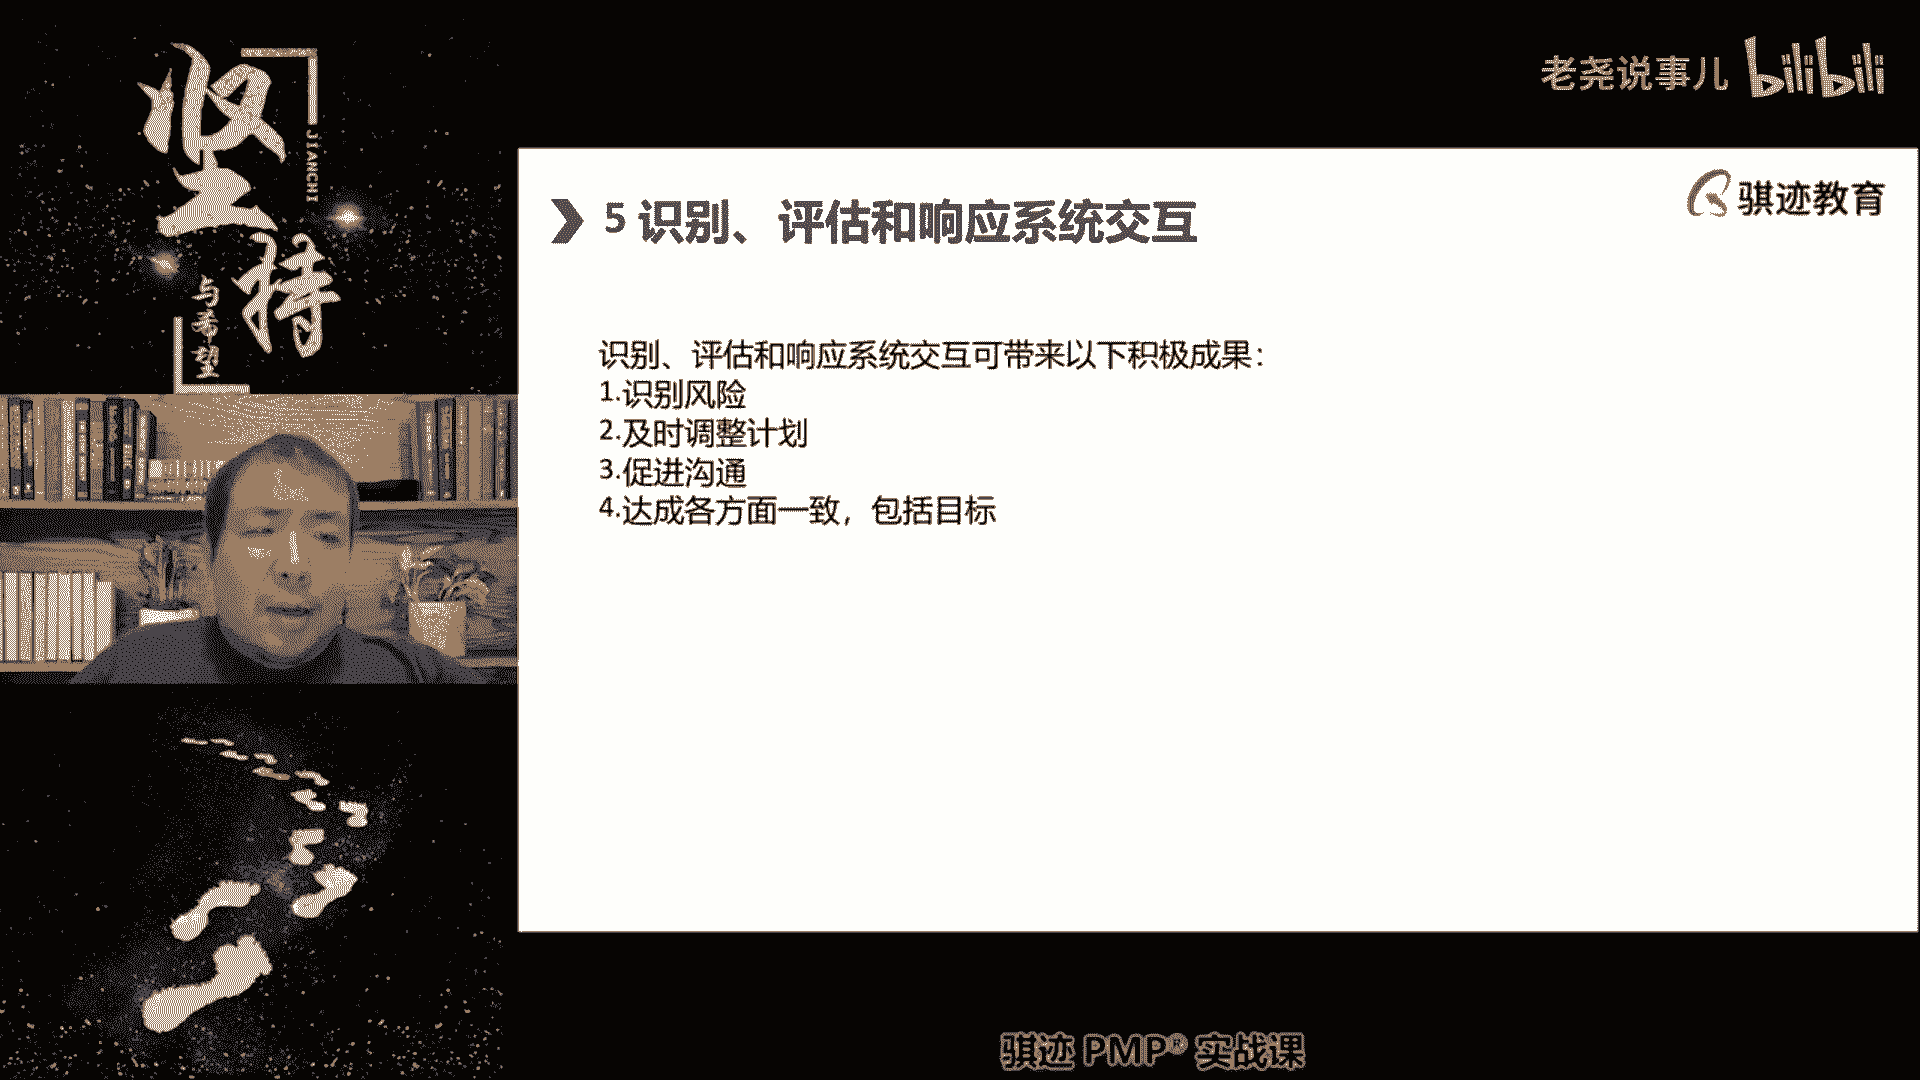 坚持
JIANCHI
与希望
老尧说事儿 bilibili
骐迹教育
5 识别、评估和响应系统交互
识别、评估和响应系统交互可带来以下积极成果：
1.识别风险
2.及时调整计划
3.促进沟通
4.达成各方面一致，包括目标
骐迹 PMP® 实战课